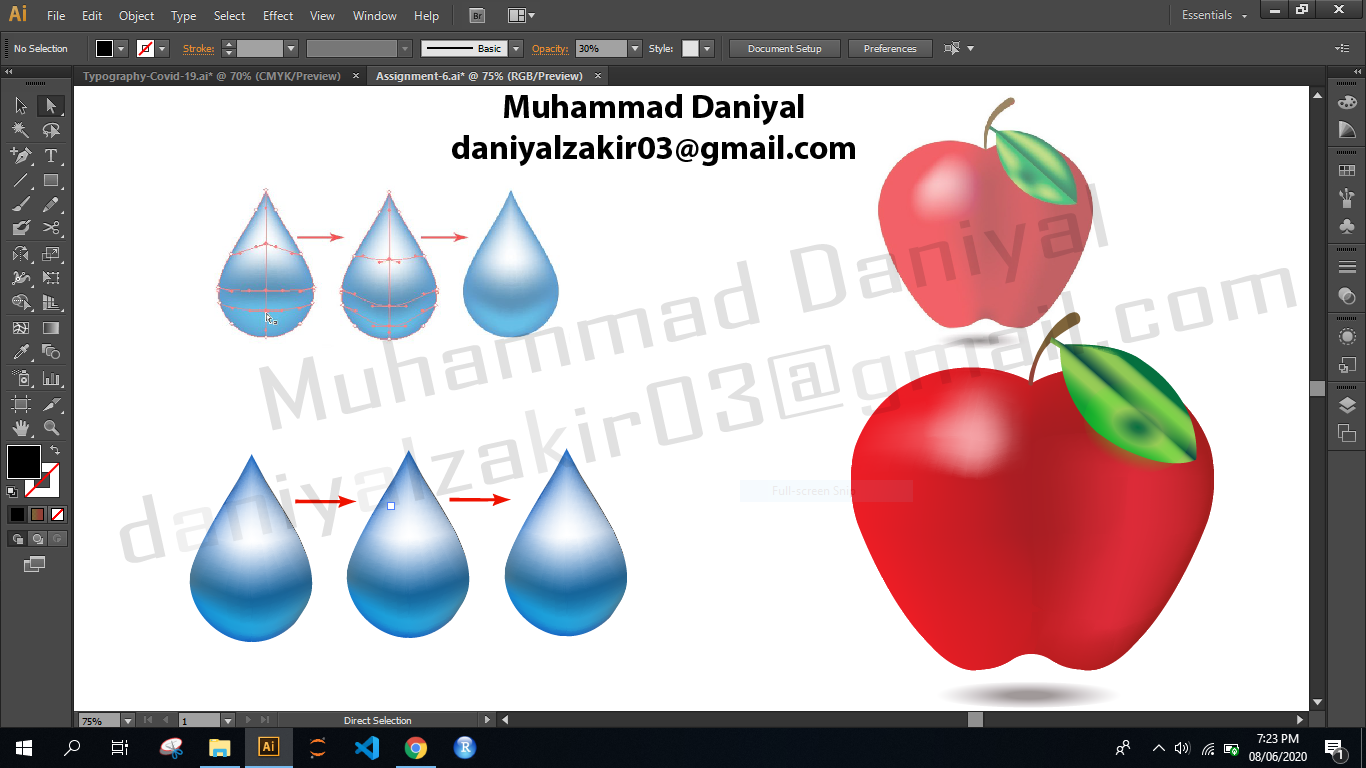 Ai File Edit Object Type Select Effect View Window Help Br Essentials
No Selection Stroke: Basic Opacity: 30% Style: Document Setup Preferences
Typography-Covid-19.ai* @ 70% (CMYK/Preview) × Assignment-6.ai* @ 75% (RGB/Preview) ×
Muhammad Daniyal
daniyalzakir03@gmail.com
Muhammad Daniyal
daniyalzakir03@gmail.com
Full-screen Snip
75% 1 Direct Selection
Ai R 7:23 PM
08/06/2020 1